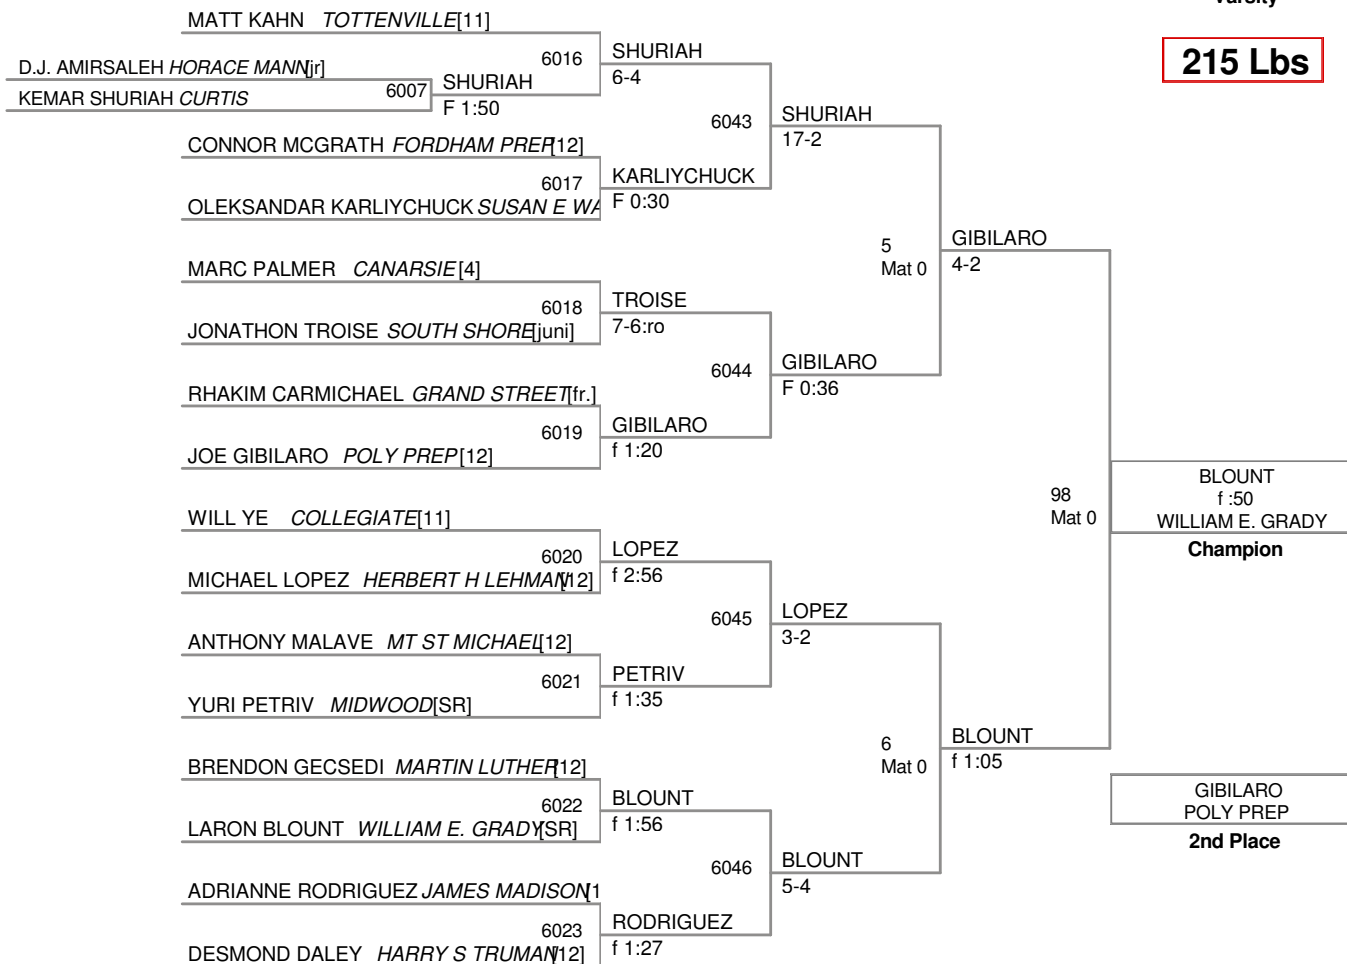 Varsity
215 Lbs
MATT KAHN TOTTENVILLE[11]
6016
SHURIAH
6-4
D.J. AMIRSALEH HORACE MANN[jr]
6007
SHURIAH
F 1:50
KEMAR SHURIAH CURTIS
6043
SHURIAH
17-2
CONNOR MCGRATH FORDHAM PREP[12]
6017
KARLIYCHUCK
F 0:30
OLEKSANDAR KARLIYCHUCK SUSAN E WA
5
Mat 0
GIBILARO
4-2
MARC PALMER CANARSIE[4]
6018
TROISE
7-6:ro
JONATHON TROISE SOUTH SHORE[juni]
6044
GIBILARO
F 0:36
RHAKIM CARMICHAEL GRAND STREET[fr.]
6019
GIBILARO
f 1:20
JOE GIBILARO POLY PREP[12]
98
Mat 0
BLOUNT
f :50
WILLIAM E. GRADY
Champion
WILL YE COLLEGIATE[11]
6020
LOPEZ
f 2:56
MICHAEL LOPEZ HERBERT H LEHMAN[12]
6045
LOPEZ
3-2
ANTHONY MALAVE MT ST MICHAEL[12]
6021
PETRIV
f 1:35
YURI PETRIV MIDWOOD[SR]
6
Mat 0
BLOUNT
f 1:05
BRENDON GECSEDI MARTIN LUTHER[12]
6022
BLOUNT
f 1:56
LARON BLOUNT WILLIAM E. GRADY[SR]
GIBILARO
POLY PREP
2nd Place
6046
BLOUNT
5-4
ADRIANNE RODRIGUEZ JAMES MADISON[1
6023
RODRIGUEZ
f 1:27
DESMOND DALEY HARRY S TRUMAN[12]